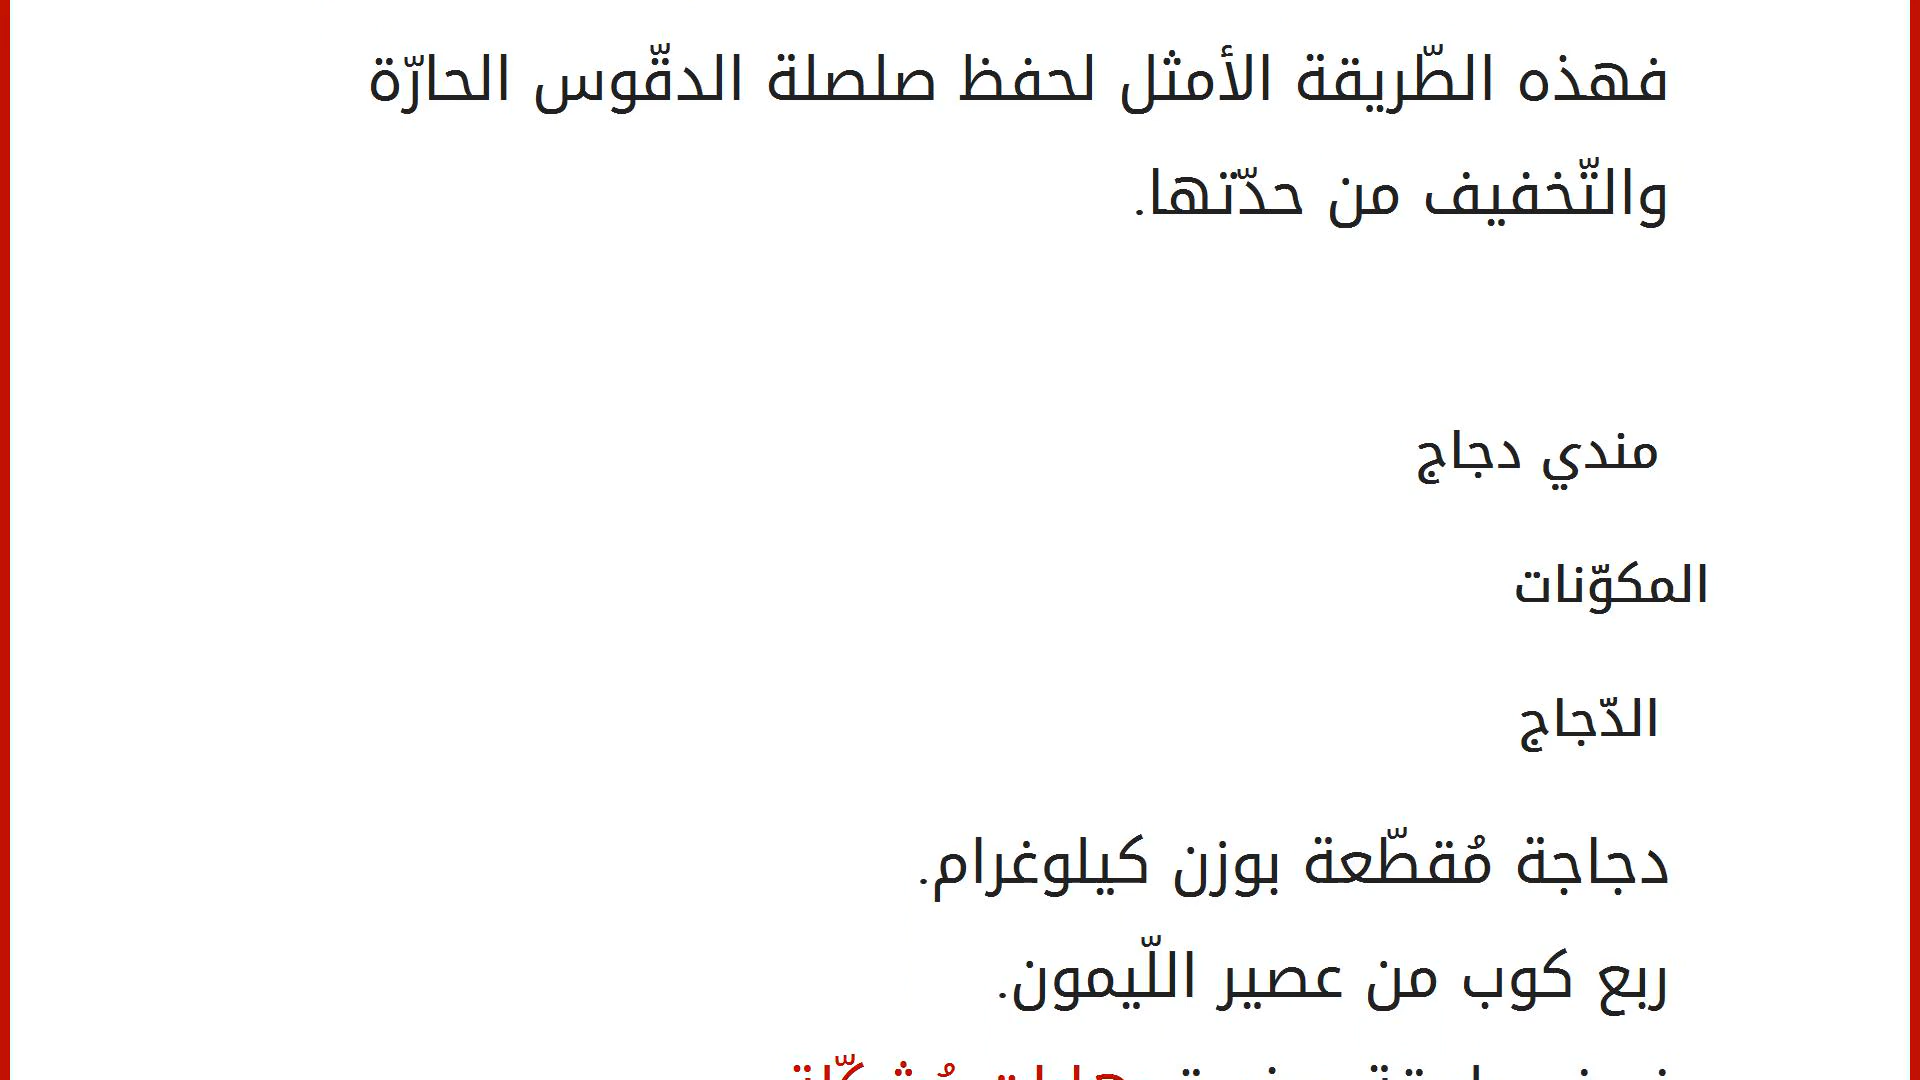 فهذه الطّريقة الأمثل لحفظ صلصلة الدقّوس الحارّة
والتّخفيف من حدّتها.
مندي دجاج
المكوّنات
الدّجاج
دجاجة مُقطّعة بوزن كيلوغرام.
ربع كوب من عصير اللّيمون.